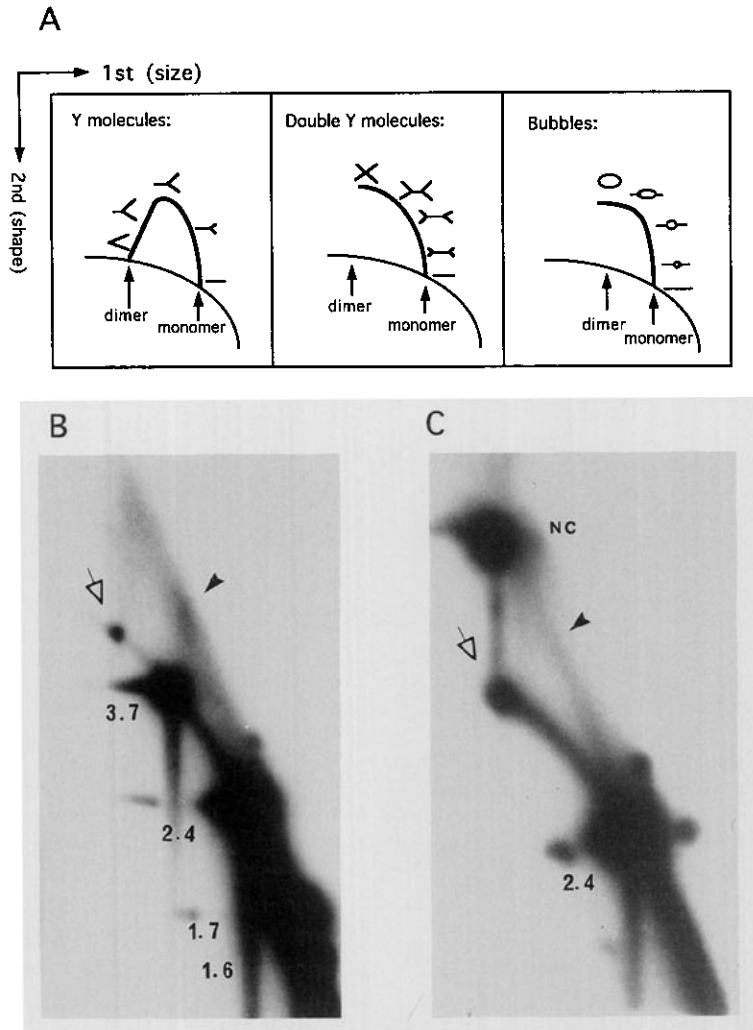 A
1st (size)
2nd (shape)
Y molecules:
dimer
monomer
Double Y molecules:
dimer
monomer
Bubbles:
dimer
monomer
B
3.7
2.4
1.7
1.6
C
NC
2.4